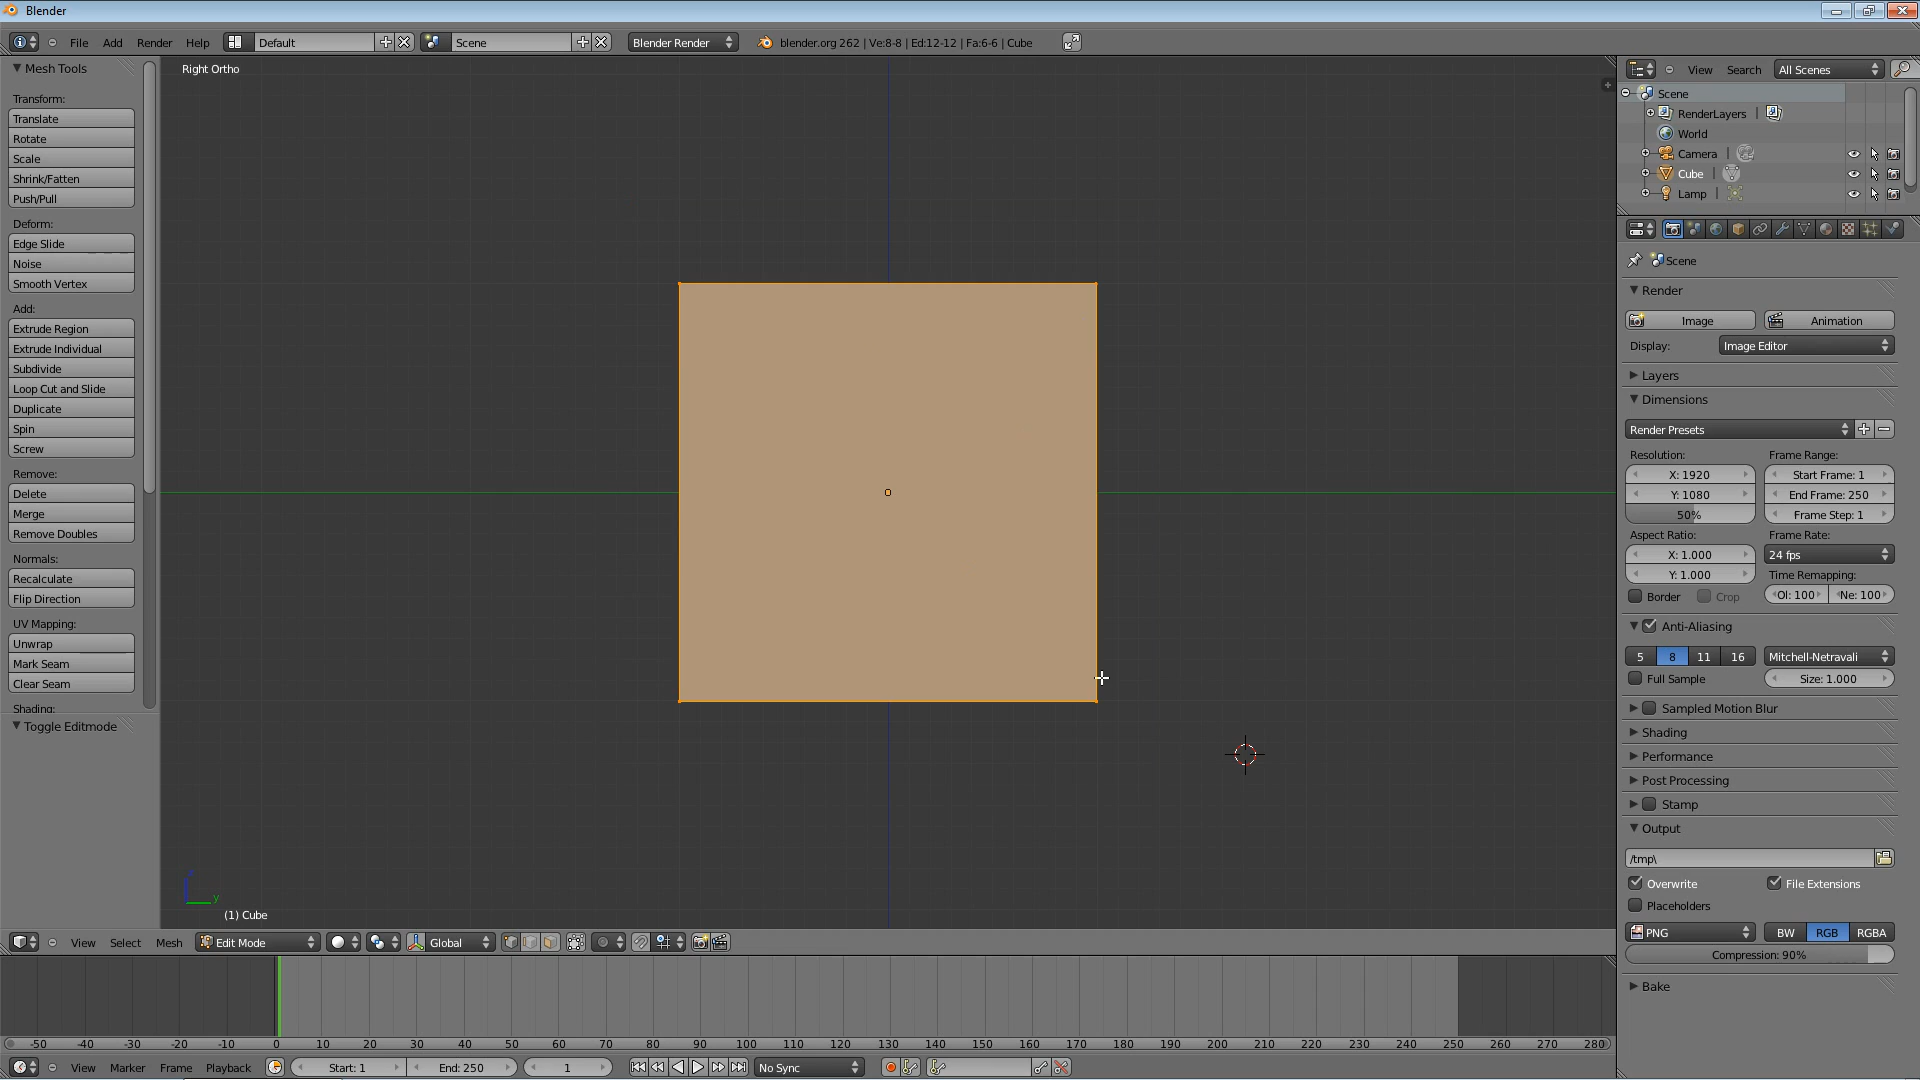 Blender
File Add Render Help Default Scene Blender Render blender.org 262 | Ve:8-8 | Ed:12-12 | Fa:6-6 | Cube
Mesh Tools
Transform:
Translate
Rotate
Scale
Shrink/Fatten
Push/Pull
Deform:
Edge Slide
Noise
Smooth Vertex
Add:
Extrude Region
Extrude Individual
Subdivide
Loop Cut and Slide
Duplicate
Spin
Screw
Remove:
Delete
Merge
Remove Doubles
Normals:
Recalculate
Flip Direction
UV Mapping:
Unwrap
Mark Seam
Clear Seam
Shading:
Toggle Editmode
Right Ortho
y
(1) Cube
View Select Mesh Edit Mode Global
-50 -40 -30 -20 -10 0 10 20 30 40 50 60 70 80 90 100 110 120 130 140 150 160 170 180 190 200 210 220 230 240 250 260 270 280
View Marker Frame Playback Start: 1 End: 250 1 No Sync
View Search All Scenes
Scene
RenderLayers |
World
Camera |
Cube |
Lamp |
Scene
Render
Image Animation
Display: Image Editor
Layers
Dimensions
Render Presets
Resolution: Frame Range:
X: 1920 Start Frame: 1
Y: 1080 End Frame: 250
50% Frame Step: 1
Aspect Ratio: Frame Rate:
X: 1.000 24 fps
Y: 1.000 Time Remapping:
Border Crop Ol: 100 Ne: 100
Anti-Aliasing
5 8 11 16 Mitchell-Netravali
Full Sample Size: 1.000
Sampled Motion Blur
Shading
Performance
Post Processing
Stamp
Output
/tmp\
Overwrite File Extensions
Placeholders
PNG BW RGB RGBA
Compression: 90%
Bake